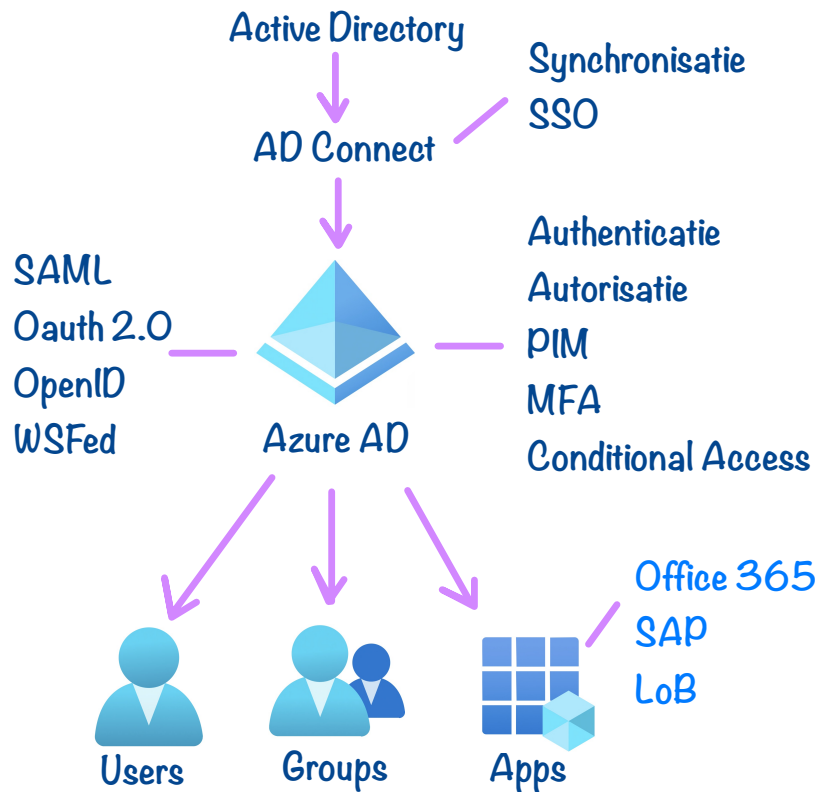 Active Directory
Synchronisatie
SSO
AD Connect
SAML
Oauth 2.0
OpenID
WSFed
Azure AD
Authenticatie
Autorisatie
PIM
MFA
Conditional Access
Office 365
SAP
LoB
Users
Groups
Apps